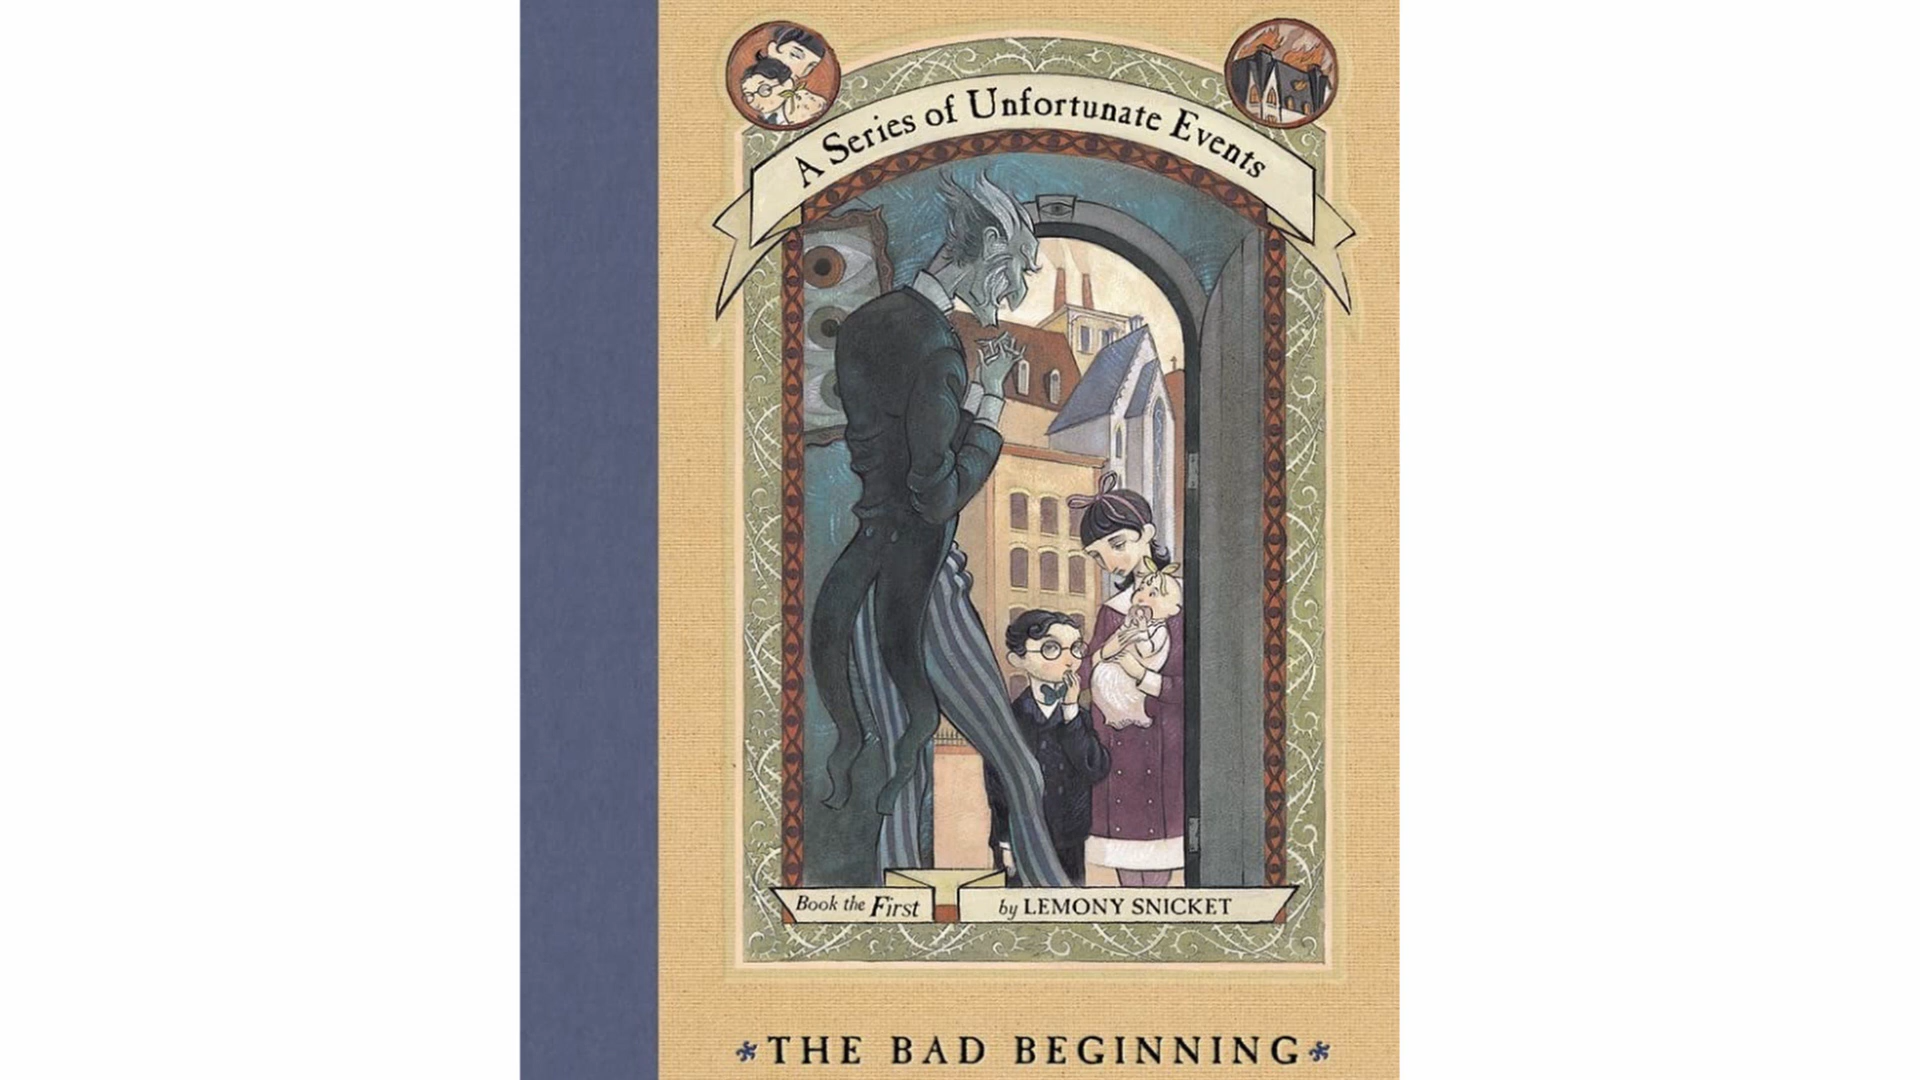 A Series of Unfortunate Events
Book the First
by LEMONY SNICKET
THE BAD BEGINNING